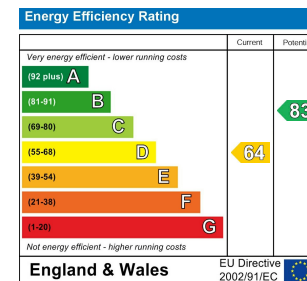 Energy Efficiency Rating
Current
Very energy efficient - lower running costs
(92 plus) A
(81-91) B
83
(69-80) C
(55-68) D
64
(39-54) E
(21-38) F
(1-20) G
Not energy efficient - higher running costs
England & Wales
EU Directive
2002/91/EC